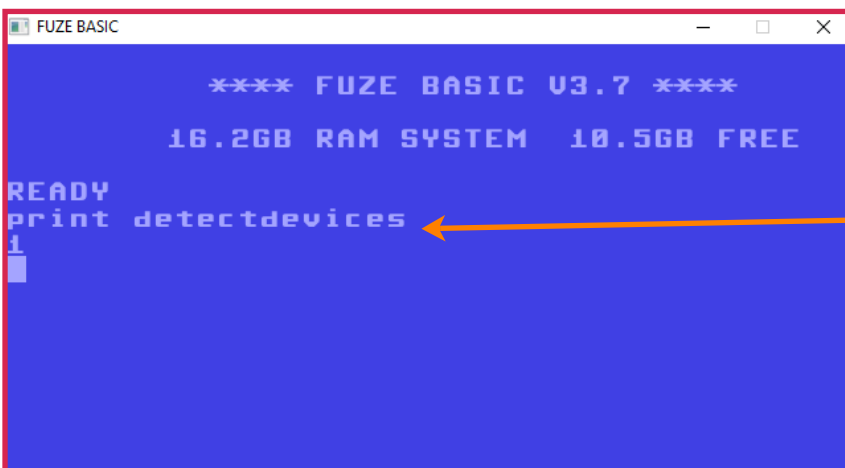 FUZE BASIC
**** FUZE BASIC V3.7 ****
16.2GB RAM SYSTEM 10.5GB FREE
READY
print detectdevices
1